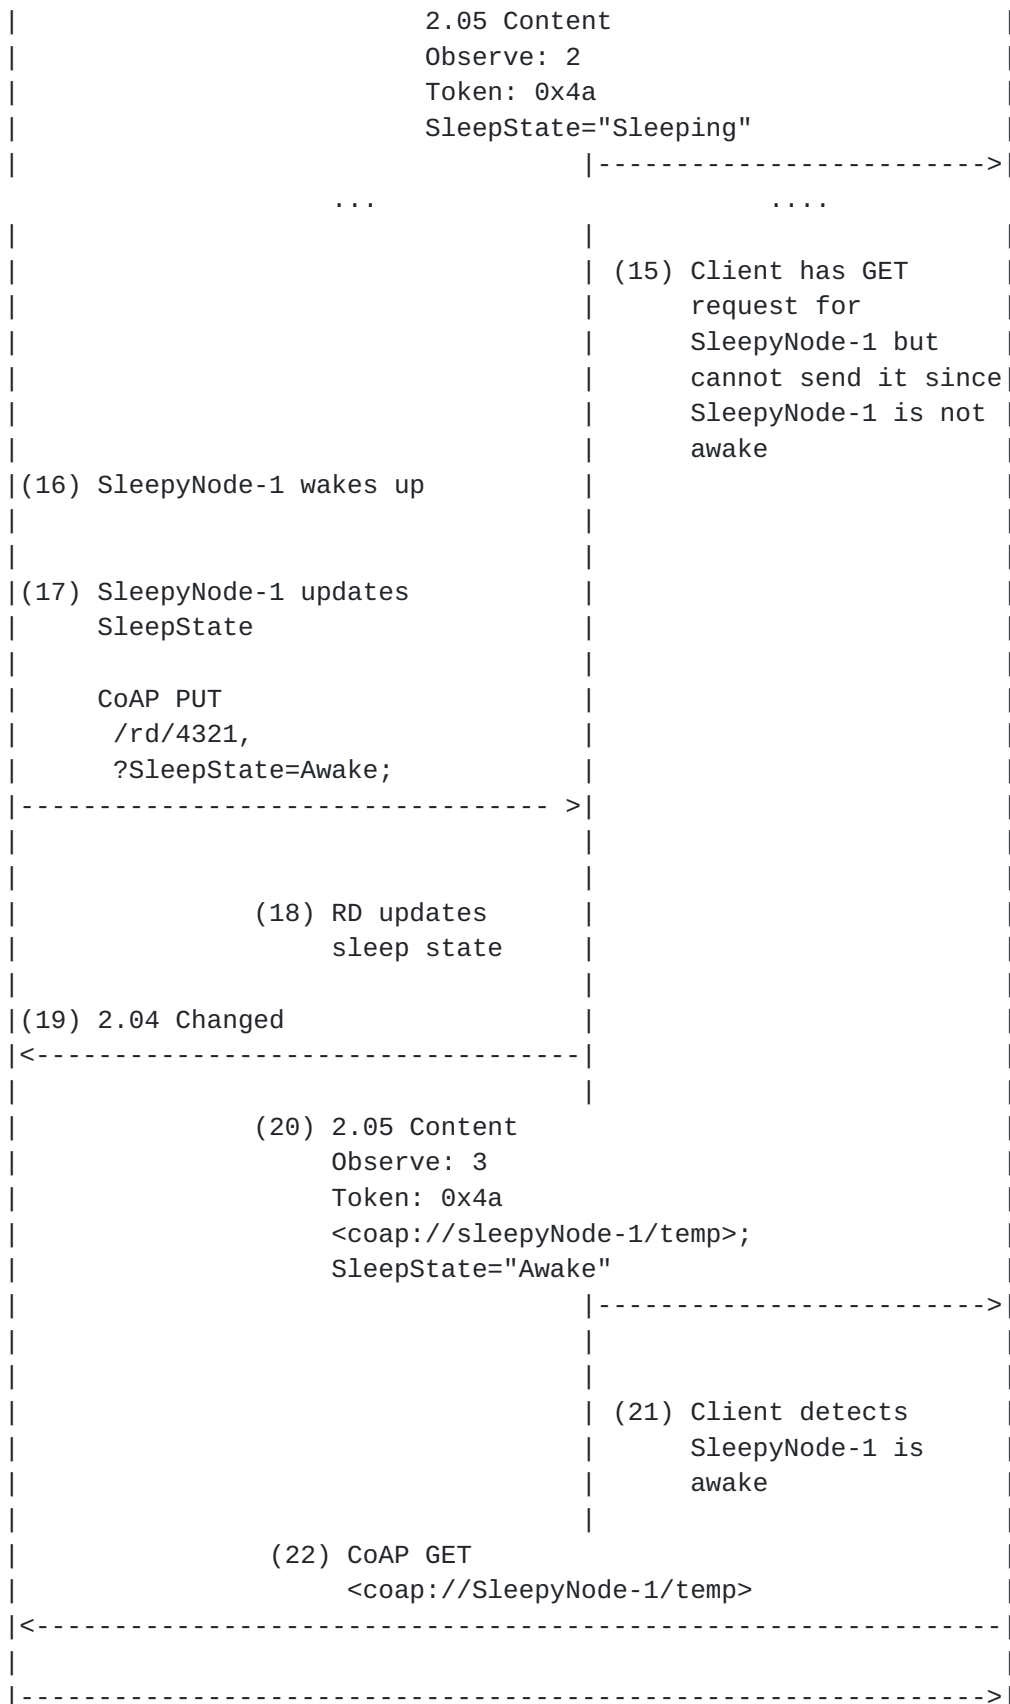 |                          2.05 Content                         |
|                          Observe: 2                           |
|                          Token: 0x4a                          |
|                          SleepState="Sleeping"                |
|                                    |------------------------->|
                     ...                         ....
|                                    |                          |
|                                    | (15) Client has GET      |
|                                    |      request for         |
|                                    |      SleepyNode-1 but    |
|                                    |      cannot send it since|
|                                    |      SleepyNode-1 is not |
|                                    |      awake               |
|(16) SleepyNode-1 wakes up          |                          |
|                                    |                          |
|                                    |                          |
|(17) SleepyNode-1 updates           |                          |
|     SleepState                     |                          |
|                                    |                          |
|     CoAP PUT                       |                          |
|      /rd/4321,                     |                          |
|      ?SleepState=Awake;            |                          |
|---------------------------------- >|                          |
|                                    |                          |
|                                    |                          |
|               (18) RD updates      |                          |
|                    sleep state     |                          |
|                                    |                          |
|(19) 2.04 Changed                   |                          |
|<-----------------------------------|                          |
|                                    |                          |
|               (20) 2.05 Content                               |
|                    Observe: 3                                 |
|                    Token: 0x4a                                |
|                    <coap://sleepyNode-1/temp>;                |
|                    SleepState="Awake"                         |
|                                    |------------------------->|
|                                    |                          |
|                                    |                          |
|                                    | (21) Client detects      |
|                                    |      SleepyNode-1 is     |
|                                    |      awake               |
|                                    |                          |
|                (22) CoAP GET                                  |
|                     <coap://SleepyNode-1/temp>                |
|<--------------------------------------------------------------|
|                                                               |
|-------------------------------------------------------------->|